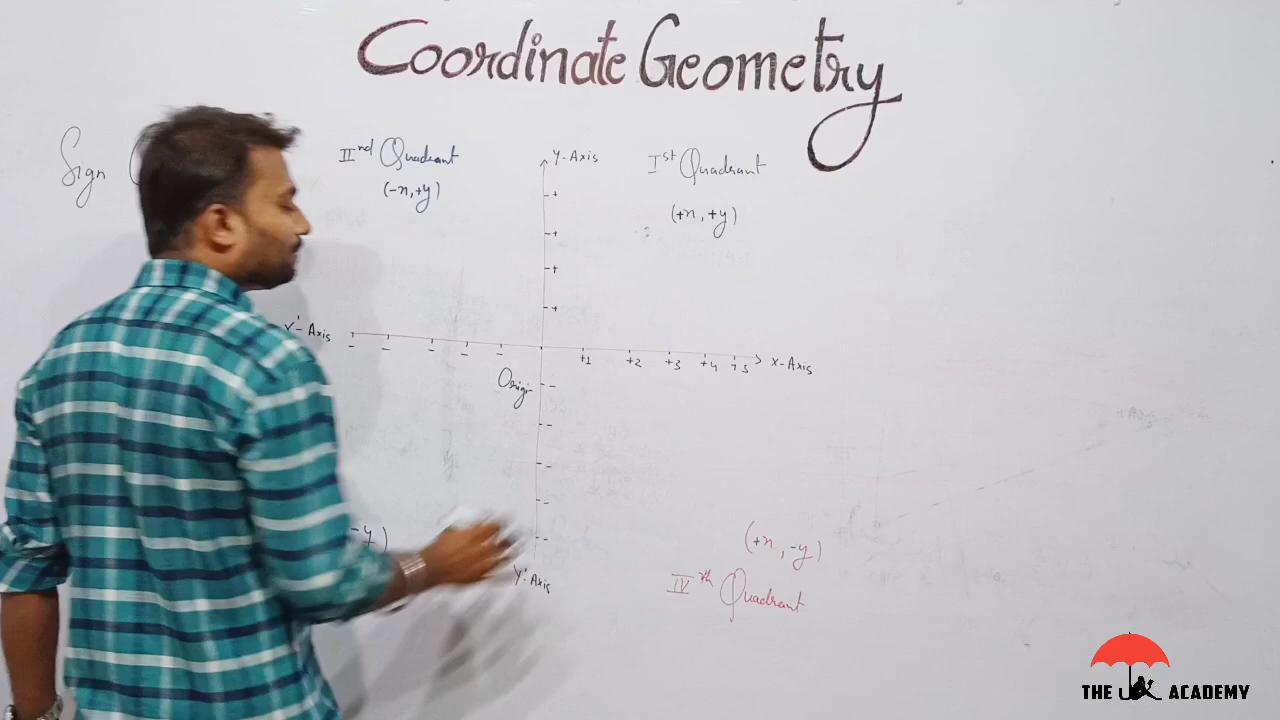 Coordinate Geometry
Sign
IInd Quadrant
(-x,+y)
Y-Axis
Ist Quadrant
(+x,+y)
+
+
+
+
X'-Axis
- - - - -
+1 +2 +3 +4 +5
X-Axis
Origin
-
-
-
-
-
-y)
Y'-Axis
(+x,-y)
IVth Quadrant
THE ACADEMY